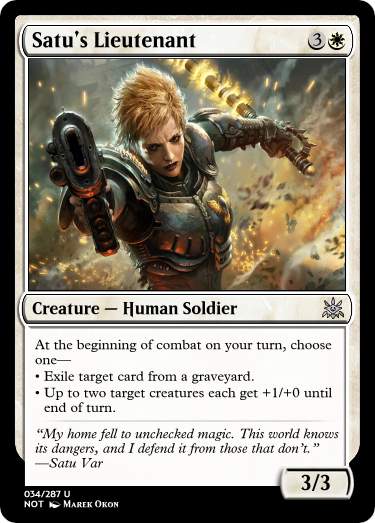 Satu's Lieutenant 3
Creature — Human Soldier
At the beginning of combat on your turn, choose
one—
• Exile target card from a graveyard.
• Up to two target creatures each get +1/+0 until
end of turn.
“My home fell to unchecked magic. This world knows
its dangers, and I defend it from those that don't.”
—Satu Var
3/3
034/287 U
NOT Marek Okon